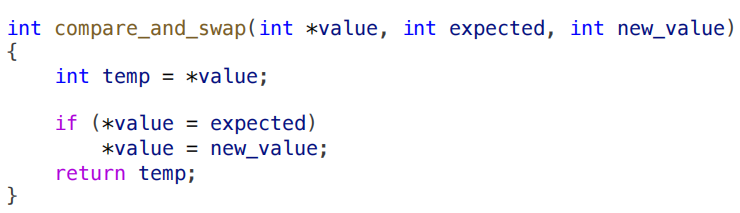 int compare_and_swap(int *value, int expected, int new_value)
{
    int temp = *value;

    if (*value = expected)
        *value = new_value;
    return temp;
}